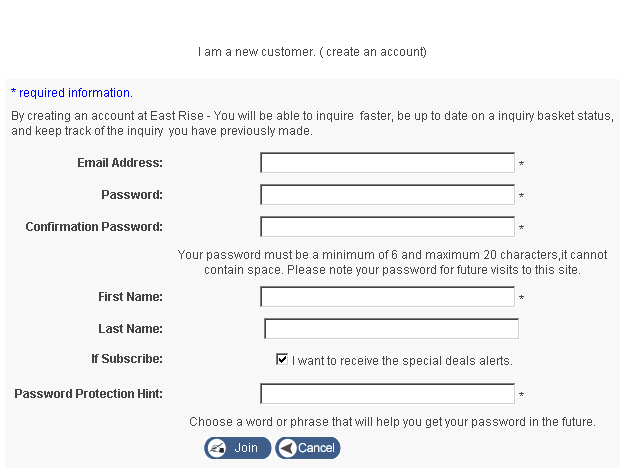 I am a new customer. ( create an account)
* required information.
By creating an account at East Rise - You will be able to inquire faster, be up to date on a inquiry basket status,
and keep track of the inquiry you have previously made.
Email Address: *
Password: *
Confirmation Password: *
Your password must be a minimum of 6 and maximum 20 characters,it cannot
contain space. Please note your password for future visits to this site.
First Name: *
Last Name:
If Subscribe: I want to receive the special deals alerts.
Password Protection Hint: *
Choose a word or phrase that will help you get your password in the future.
Join Cancel